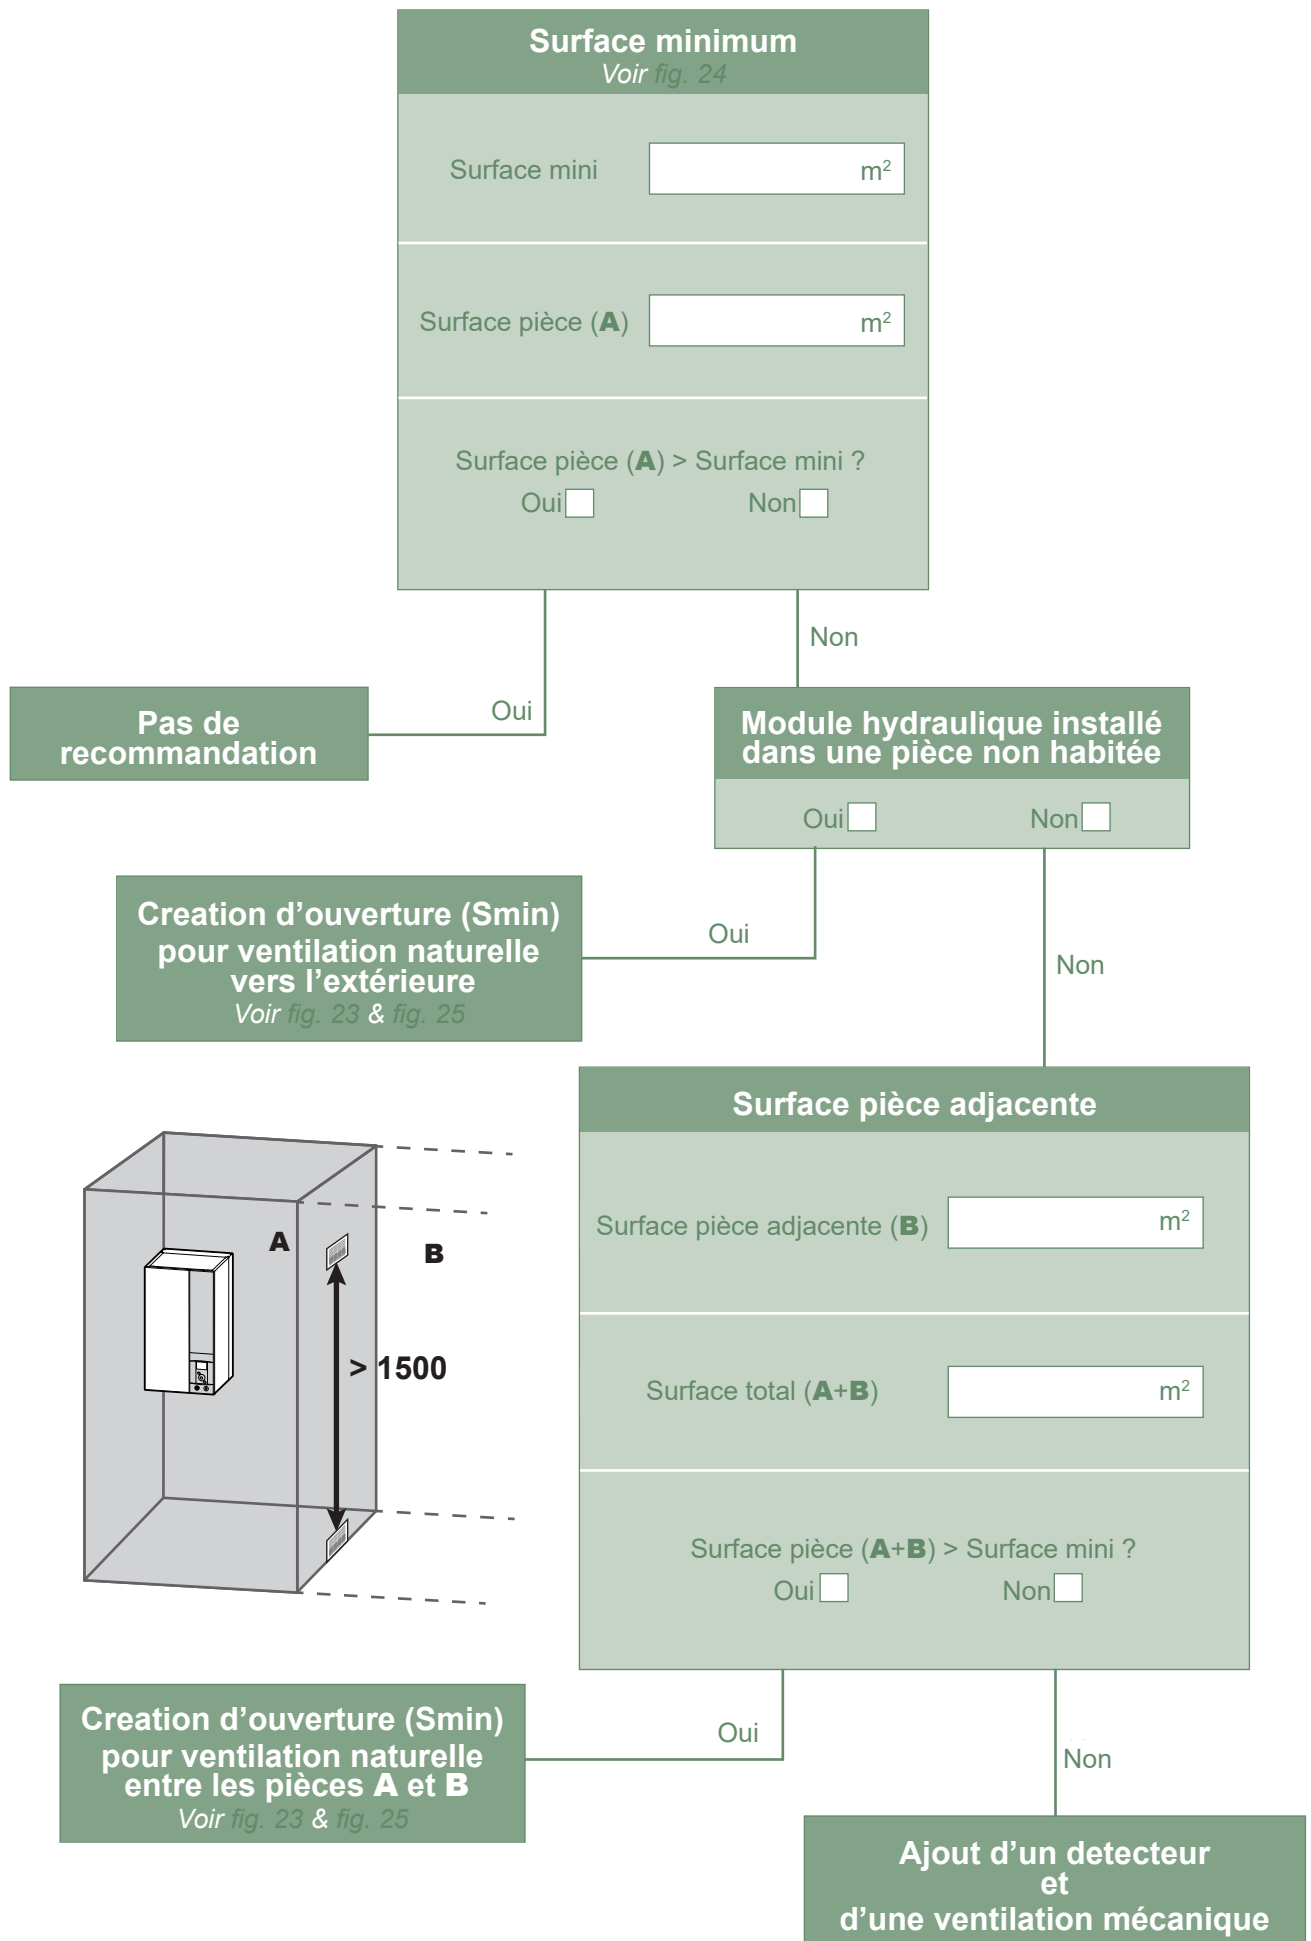 Surface minimum
Voir fig. 24
Surface mini
m²
Surface pièce (A)
m²
Surface pièce (A) > Surface mini ?
Oui
Non
Non
Oui
Pas de
recommandation
Module hydraulique installé
dans une pièce non habitée
Oui
Non
Creation d’ouverture (Smin)
pour ventilation naturelle
vers l’extérieure
Voir fig. 23 & fig. 25
Oui
Non
Surface pièce adjacente
Surface pièce adjacente (B)
m²
Surface total (A+B)
m²
Surface pièce (A+B) > Surface mini ?
Oui
Non
A
B
> 1500
Creation d’ouverture (Smin)
pour ventilation naturelle
entre les pièces A et B
Voir fig. 23 & fig. 25
Oui
Non
Ajout d’un detecteur
et
d’une ventilation mécanique